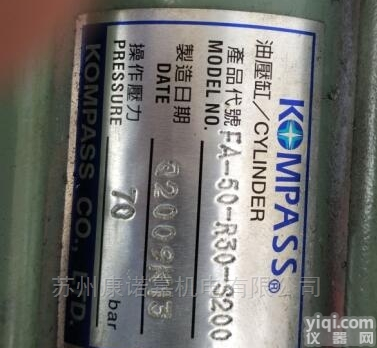 KOMPASS®
油壓缸/CYLINDER
產品代號
MODEL NO. FA-50-R30-S200
製造日期
DATE
操作壓力
PRESSURE 70 bar
KOMPASS CO., LTD.
苏州康诺嘉机电有限公司
yiqi.com
仪器网